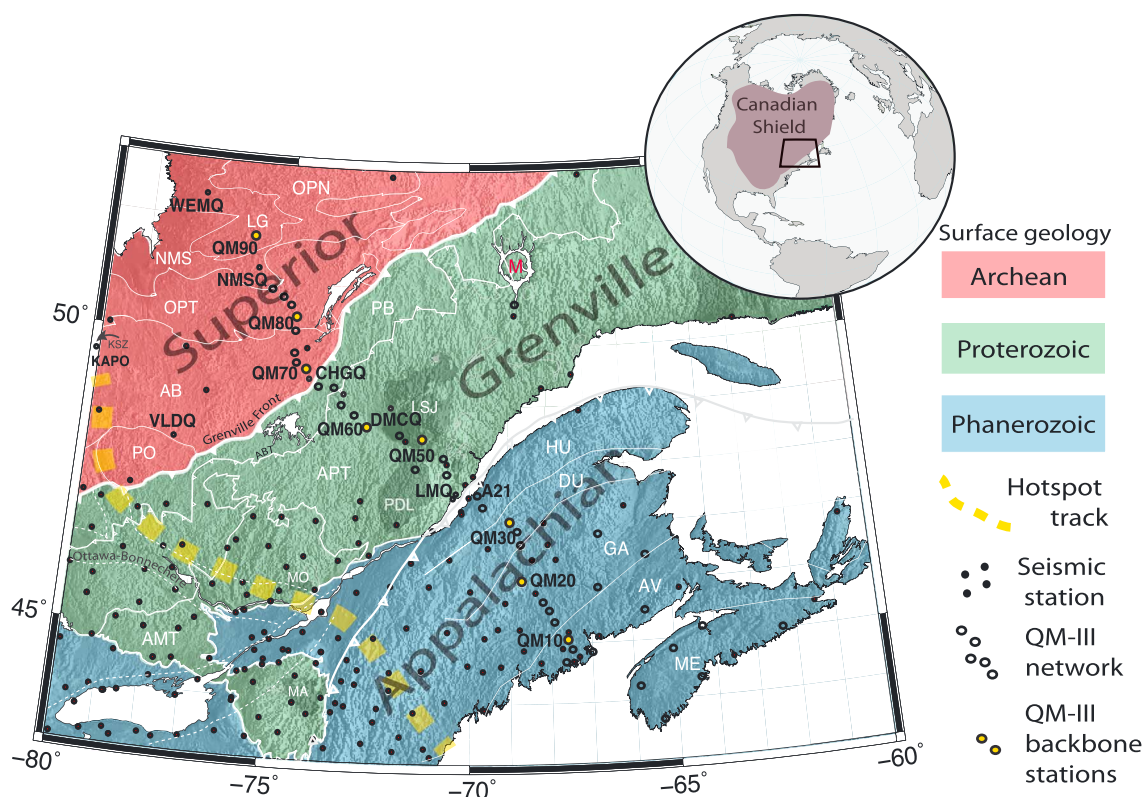 Canadian
Shield
OPN
WEMQ
LG
QM90
NMS
NMSQ
M
Surface geology
Archean
Proterozoic
Phanerozoic
Hotspot
track
Seismic
station
QM-III
network
QM-III
backbone
stations
50°
OPT
Superior
QM80
PB
Grenville
KSZ
KAPO
QM70
CHGQ
AB
VLDQ
Grenville Front
LSJ
DMCQ
QM60
ABT
PO
QM50
HU
APT
DU
LMQ
A21
PDL
QM30
GA
Ottawa-Bonnechere
MO
QM20
AV
45°
AMT
QM10
Appalachian
ME
MA
−80°
−75°
−70°
−65°
−60°